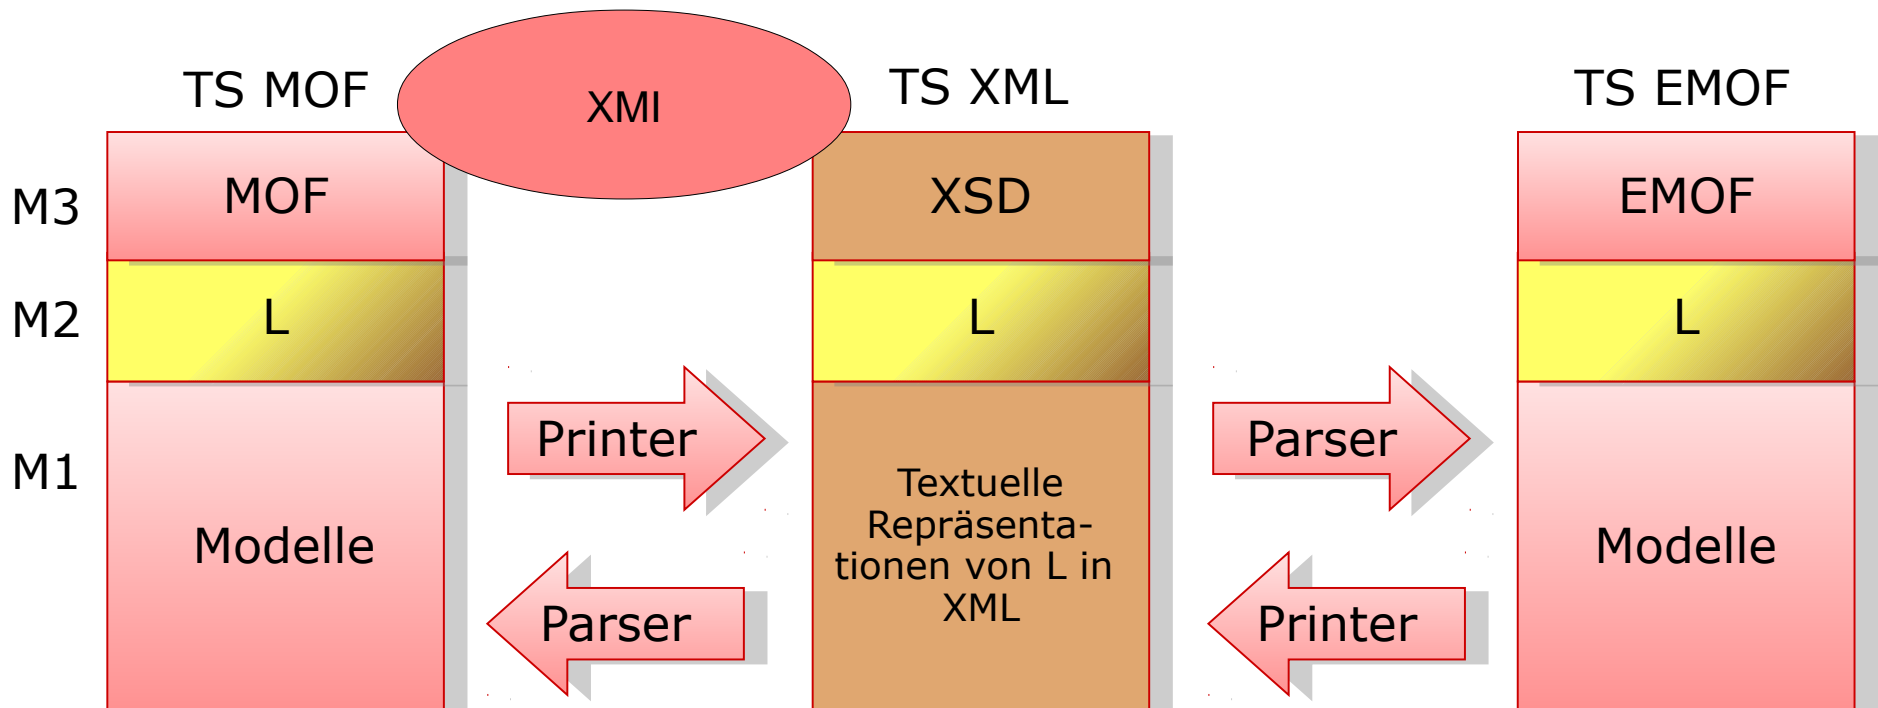 TS MOF
XMI
TS XML
TS EMOF
M3
MOF
XSD
EMOF
M2
L
L
L
M1
Modelle
Printer
Parser
Textuelle
Repräsenta-
tionen von L in
XML
Parser
Printer
Modelle